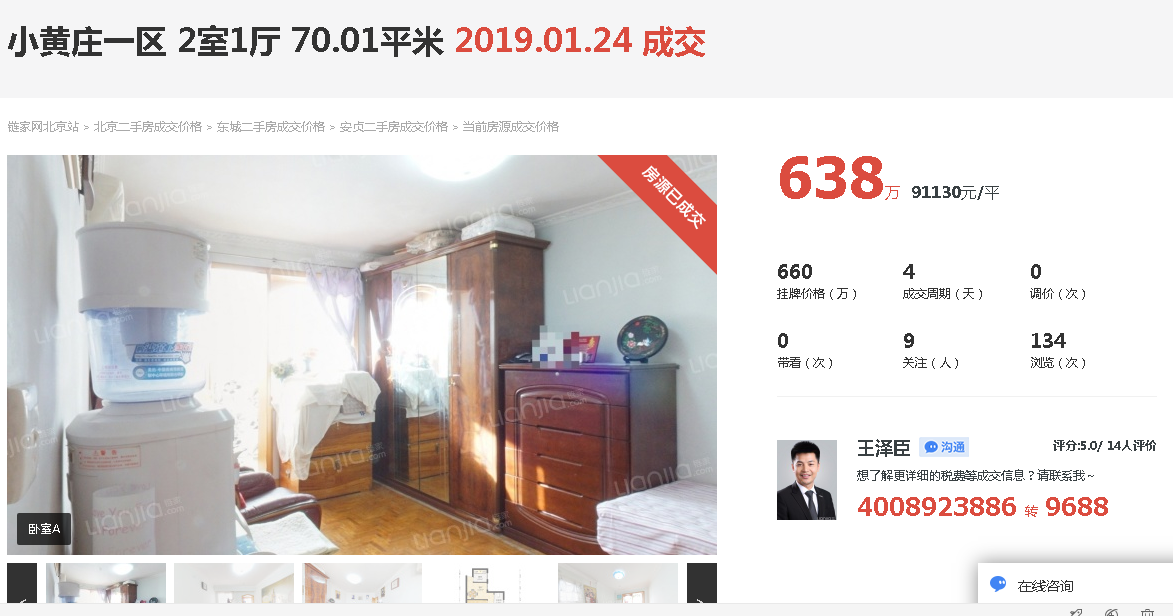 小黄庄一区 2室1厅 70.01平米 2019.01.24 成交
链家网北京站 > 北京二手房成交价格 > 东城二手房成交价格 > 安贞二手房成交价格 > 当前房源成交价格
房源已成交
638万 91130元/平
660 4 0
挂牌价格（万） 成交周期（天） 调价（次）
0 9 134
带看（次） 关注（人） 浏览（次）
王泽臣 沟通 评分:5.0/ 14人评价
想了解更详细的税费等成交信息？请联系我~
4008923886 转 9688
卧室A
在线咨询
lianjia.com